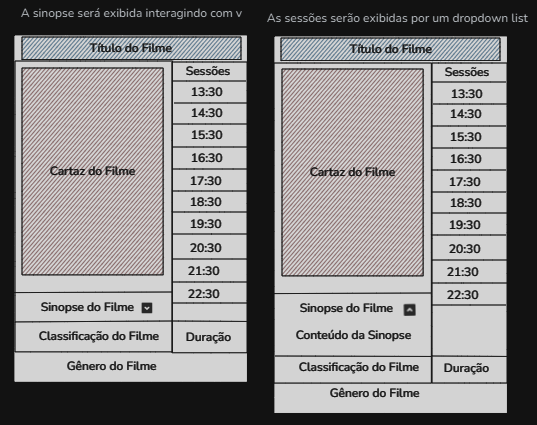 A sinopse será exibida interagindo com v
Título do Filme
Sessões
Cartaz do Filme
13:30
14:30
15:30
16:30
17:30
18:30
19:30
20:30
21:30
22:30
Sinopse do Filme
Classificação do Filme
Duração
Gênero do Filme
As sessões serão exibidas por um dropdown list
Título do Filme
Sessões
Cartaz do Filme
13:30
14:30
15:30
16:30
17:30
18:30
19:30
20:30
21:30
22:30
Sinopse do Filme
Conteúdo da Sinopse
Classificação do Filme
Duração
Gênero do Filme